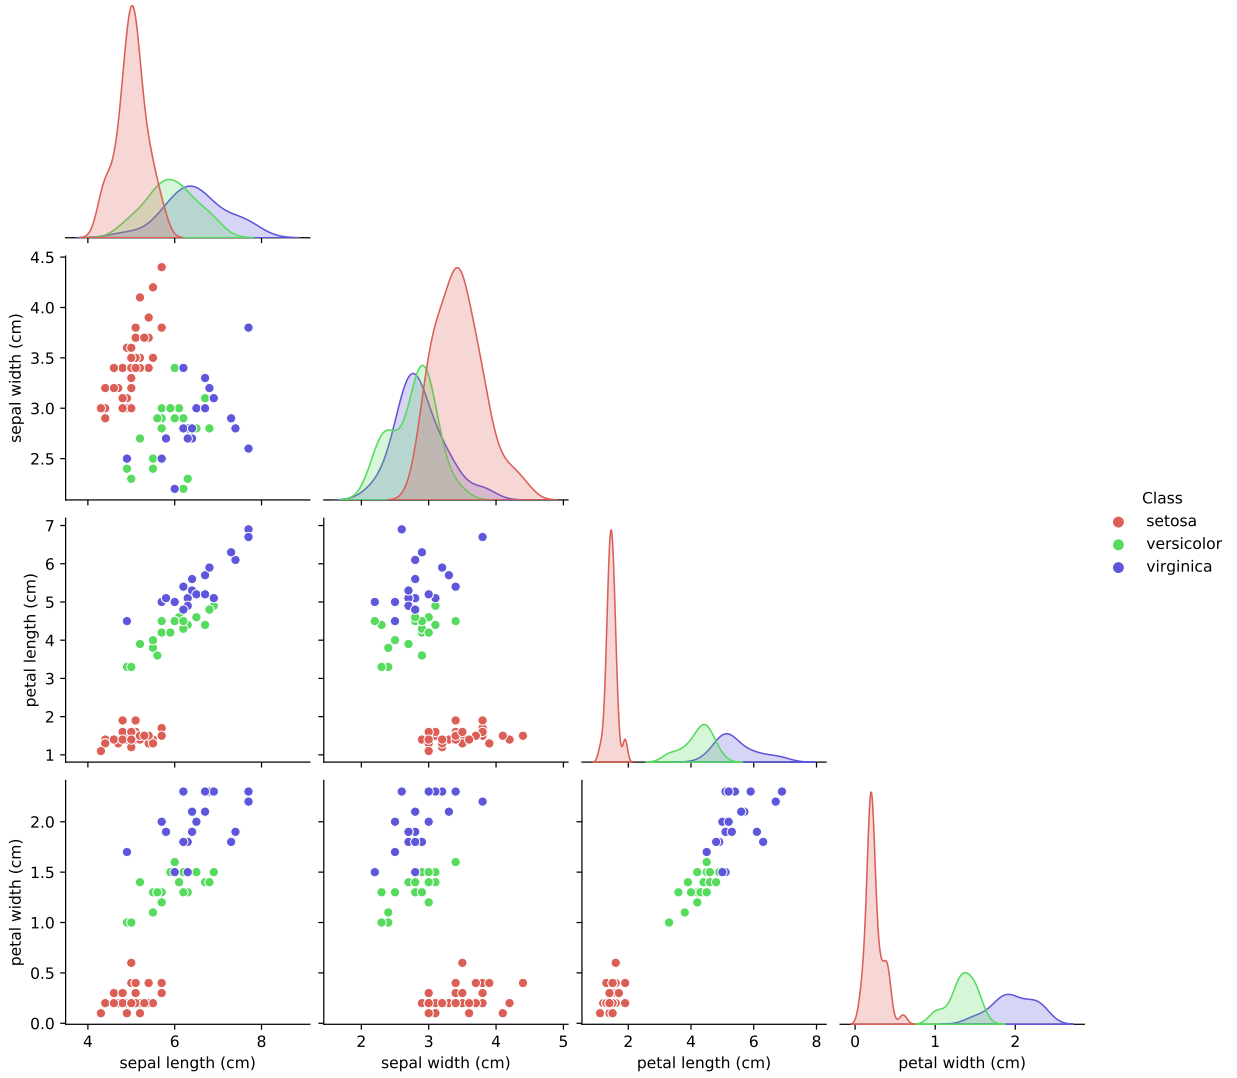 4.5
4.0
3.5
3.0
2.5
sepal width (cm)
7
6
5
4
3
2
1
petal length (cm)
2.0
1.5
1.0
0.5
0.0
petal width (cm)
4 6 8
sepal length (cm)
2 3 4 5
sepal width (cm)
2 4 6 8
petal length (cm)
0 1 2
petal width (cm)
Class
setosa
versicolor
virginica